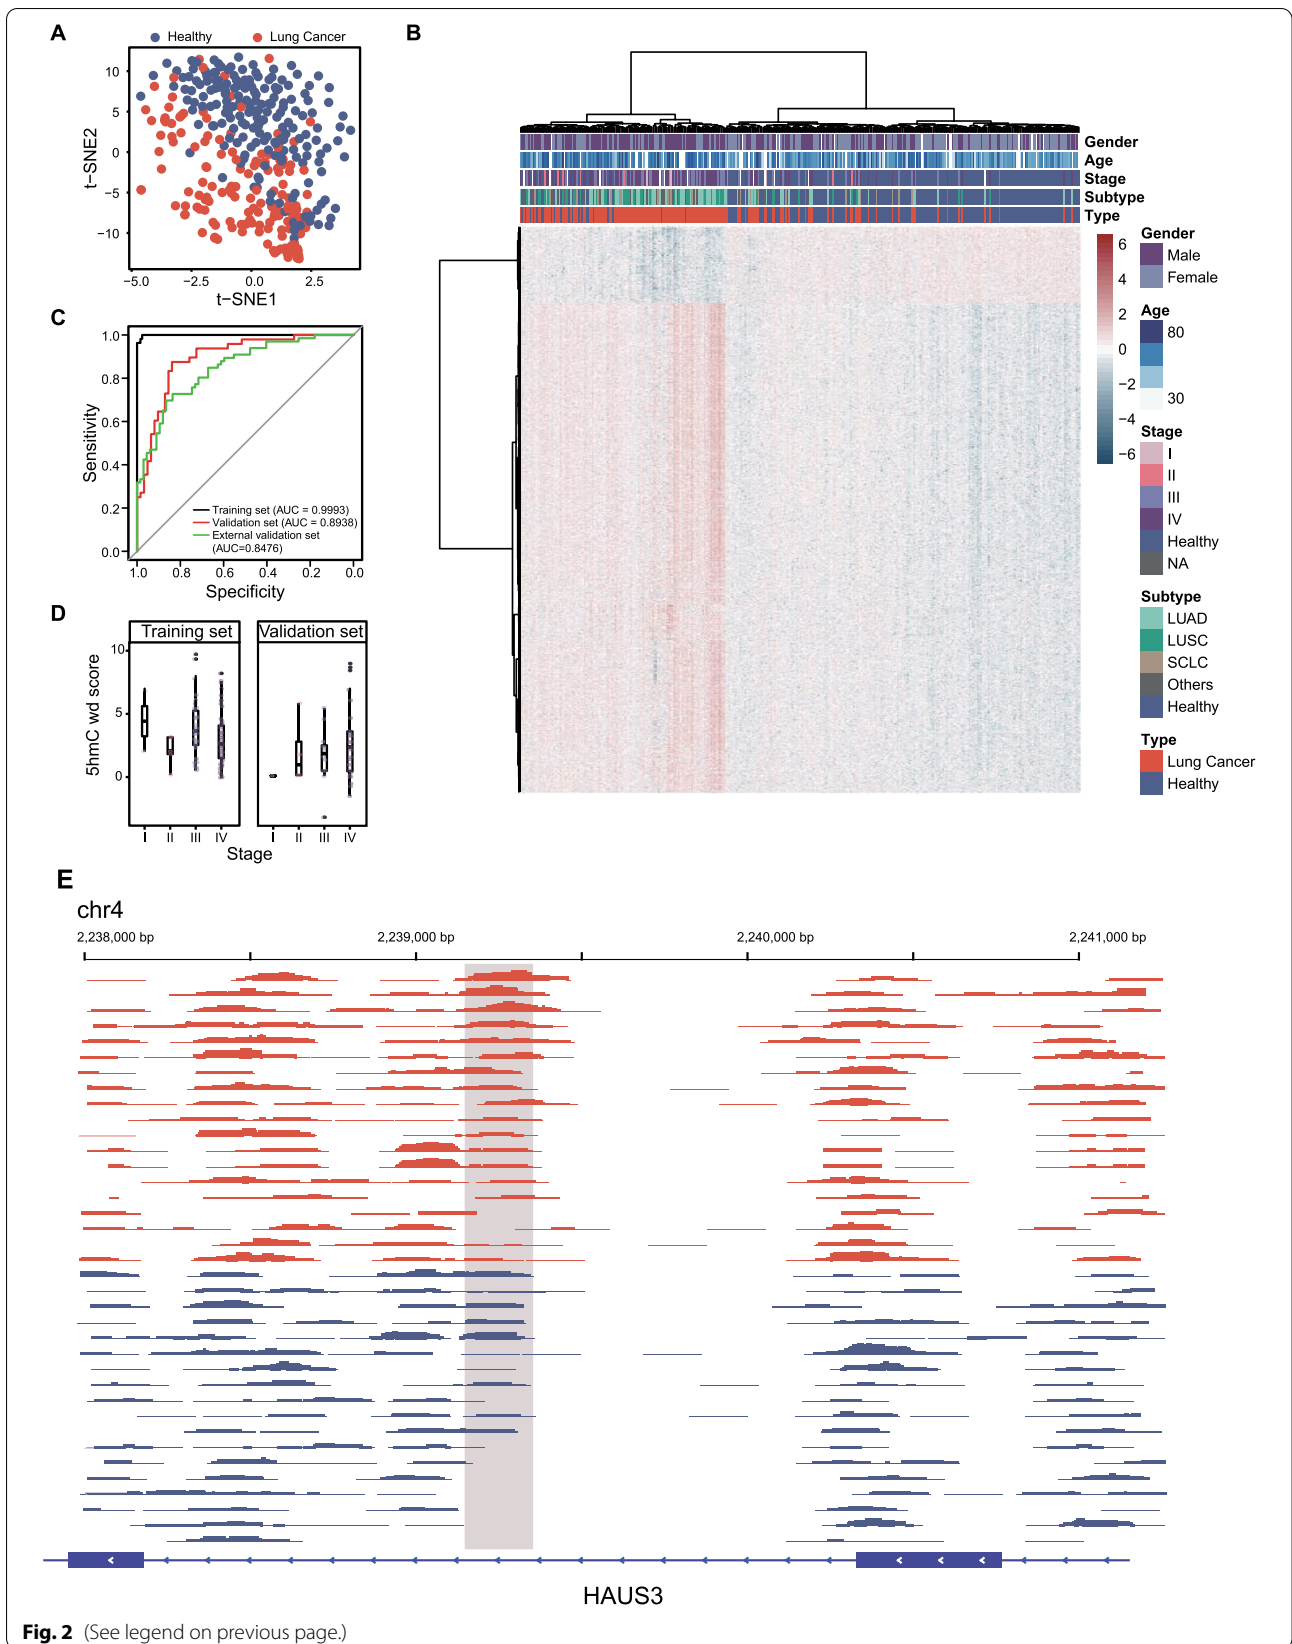 A
Healthy
Lung Cancer
t−SNE2
10
5
0
−5
−10
−5.0
−2.5
0.0
2.5
t−SNE1
B
Gender
Age
Stage
Subtype
Type
6
4
2
0
−2
−4
−6
Gender
Male
Female
Age
80
30
Stage
I
II
III
IV
Healthy
NA
Subtype
LUAD
LUSC
SCLC
Others
Healthy
Type
Lung Cancer
Healthy
C
Sensitivity
1.0
0.8
0.6
0.4
0.2
0.0
Training set (AUC = 0.9993)
Validation set (AUC = 0.8938)
External validation set
(AUC=0.8476)
1.0
0.8
0.6
0.4
0.2
0.0
Specificity
D
Training set
Validation set
5hmC wd score
10
5
0
I
II
III
IV
I
II
III
IV
Stage
E
chr4
2,238,000 bp
2,239,000 bp
2,240,000 bp
2,241,000 bp
HAUS3
Fig. 2 (See legend on previous page.)